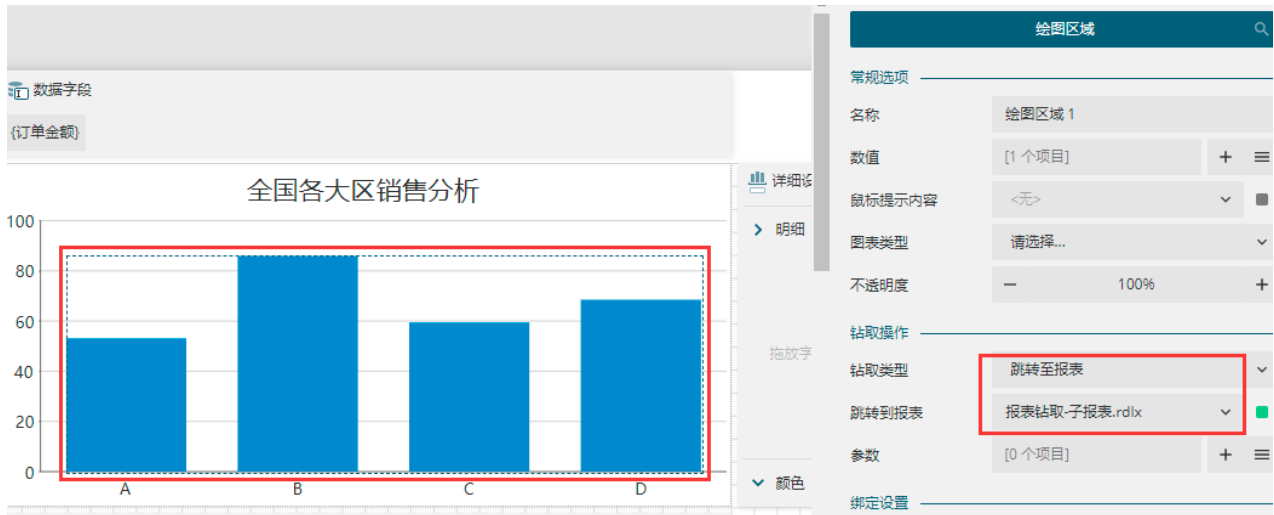 数据字段
{订单金额}
全国各大区销售分析
100
80
60
40
20
0
A B C D
详细设
明细
拖放字
颜色
绘图区域
常规选项
名称 绘图区域 1
数值 [1 个项目] + ≡
鼠标提示内容 <无>
图表类型 请选择...
不透明度 — 100% +
钻取操作
钻取类型 跳转至报表
跳转到报表 报表钻取-子报表.rdlx
参数 [0 个项目] + ≡
绑定设置